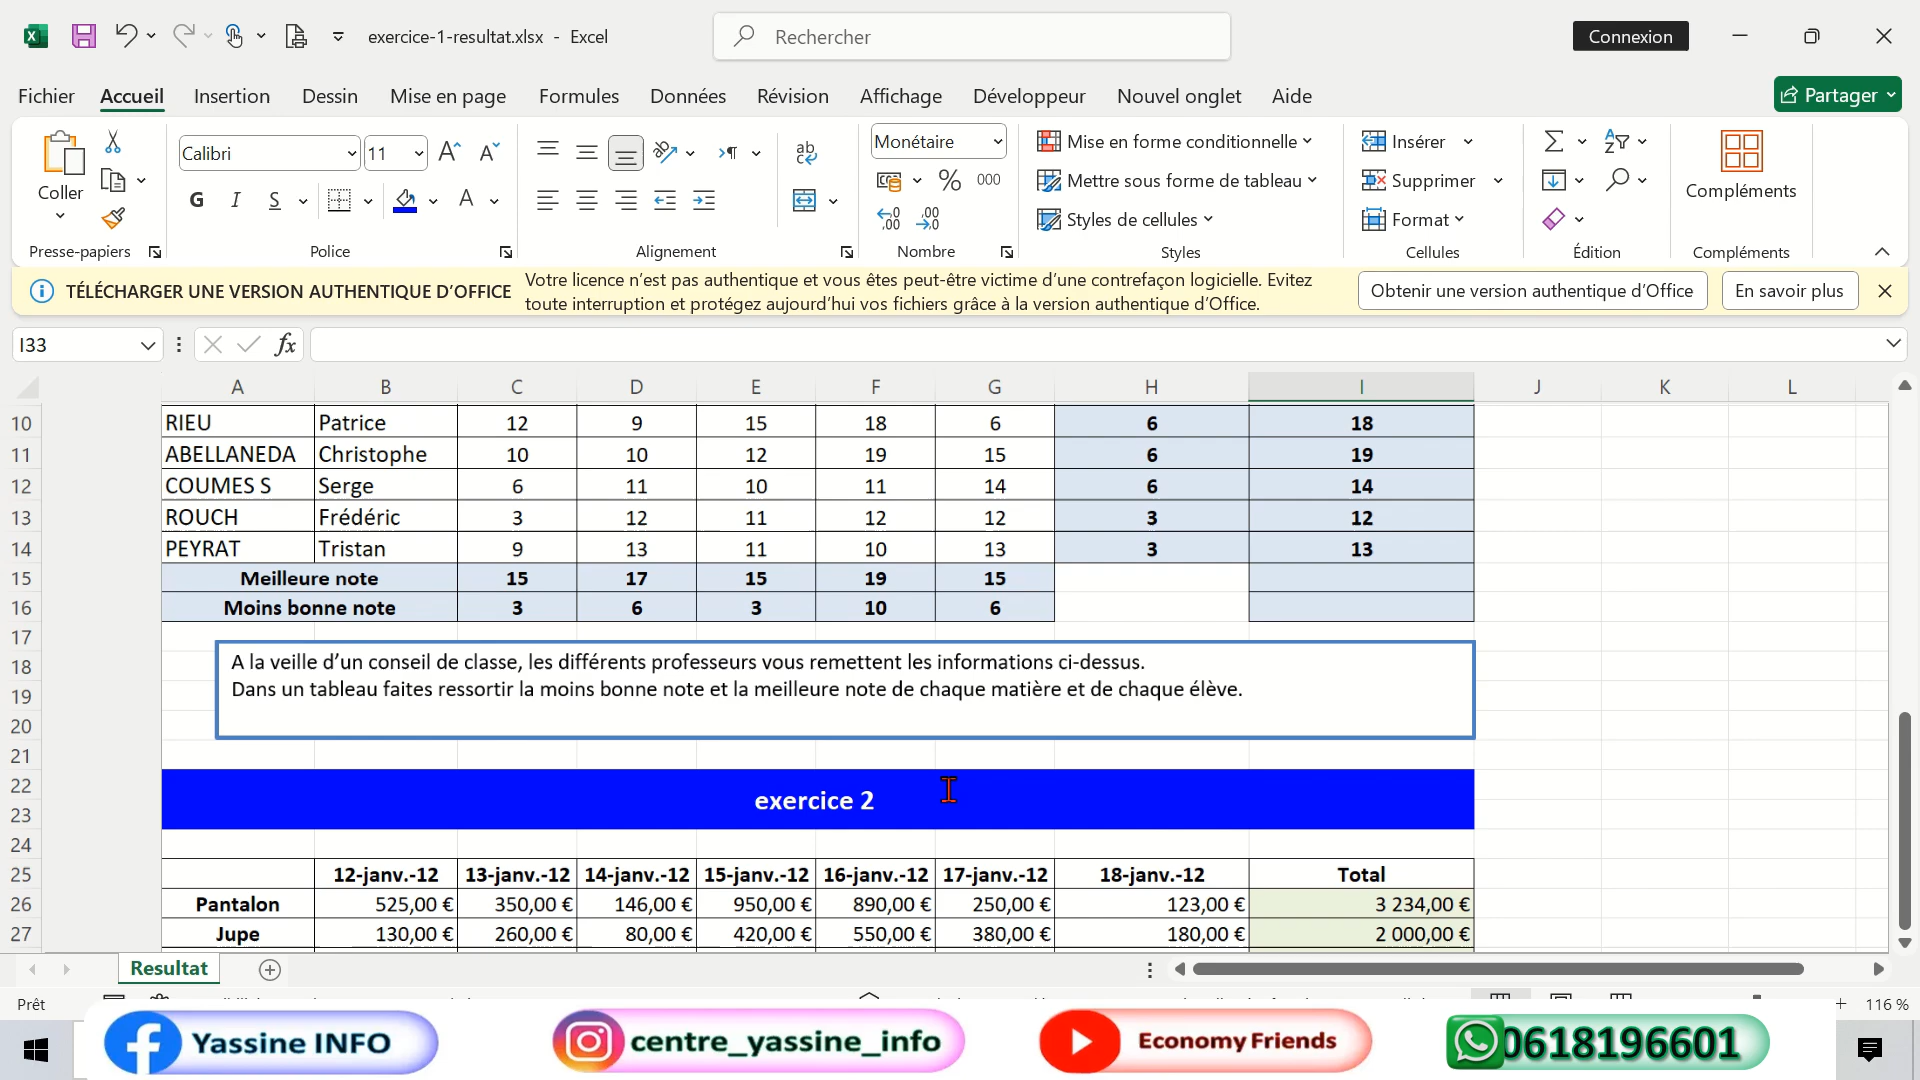 exercice-1-resultat.xlsx - Excel
Rechercher
Connexion
Fichier Accueil Insertion Dessin Mise en page Formules Données Révision Affichage Développeur Nouvel onglet Aide
Partager
Coller
Calibri 11
Monétaire
Mise en forme conditionnelle
Mettre sous forme de tableau
Styles de cellules
Insérer
Supprimer
Format
Compléments
G I S
% 000
Presse-papiers Police Alignement Nombre Styles Cellules Édition Compléments
TÉLÉCHARGER UNE VERSION AUTHENTIQUE D'OFFICE
Votre licence n'est pas authentique et vous êtes peut-être victime d'une contrefaçon logicielle. Evitez
toute interruption et protégez aujourd'hui vos fichiers grâce à la version authentique d'Office.
Obtenir une version authentique d'Office
En savoir plus
I33
fx
A B C D E F G H I J K L
10 RIEU Patrice 12 9 15 18 6 6 18
11 ABELLANEDA Christophe 10 10 12 19 15 6 19
12 COUMES S Serge 6 11 10 11 14 6 14
13 ROUCH Frédéric 3 12 11 12 12 3 12
14 PEYRAT Tristan 9 13 11 10 13 3 13
15 Meilleure note 15 17 15 19 15
16 Moins bonne note 3 6 3 10 6
17
18
19
20
A la veille d'un conseil de classe, les différents professeurs vous remettent les informations ci-dessus.
Dans un tableau faites ressortir la moins bonne note et la meilleure note de chaque matière et de chaque élève.
21
22
23
exercice 2
24
25 12-janv.-12 13-janv.-12 14-janv.-12 15-janv.-12 16-janv.-12 17-janv.-12 18-janv.-12 Total
26 Pantalon 525,00 € 350,00 € 146,00 € 950,00 € 890,00 € 250,00 € 123,00 € 3 234,00 €
27 Jupe 130,00 € 260,00 € 80,00 € 420,00 € 550,00 € 380,00 € 180,00 € 2 000,00 €
Resultat
Prêt
116 %
Yassine INFO
centre_yassine_info
Economy Friends
0618196601